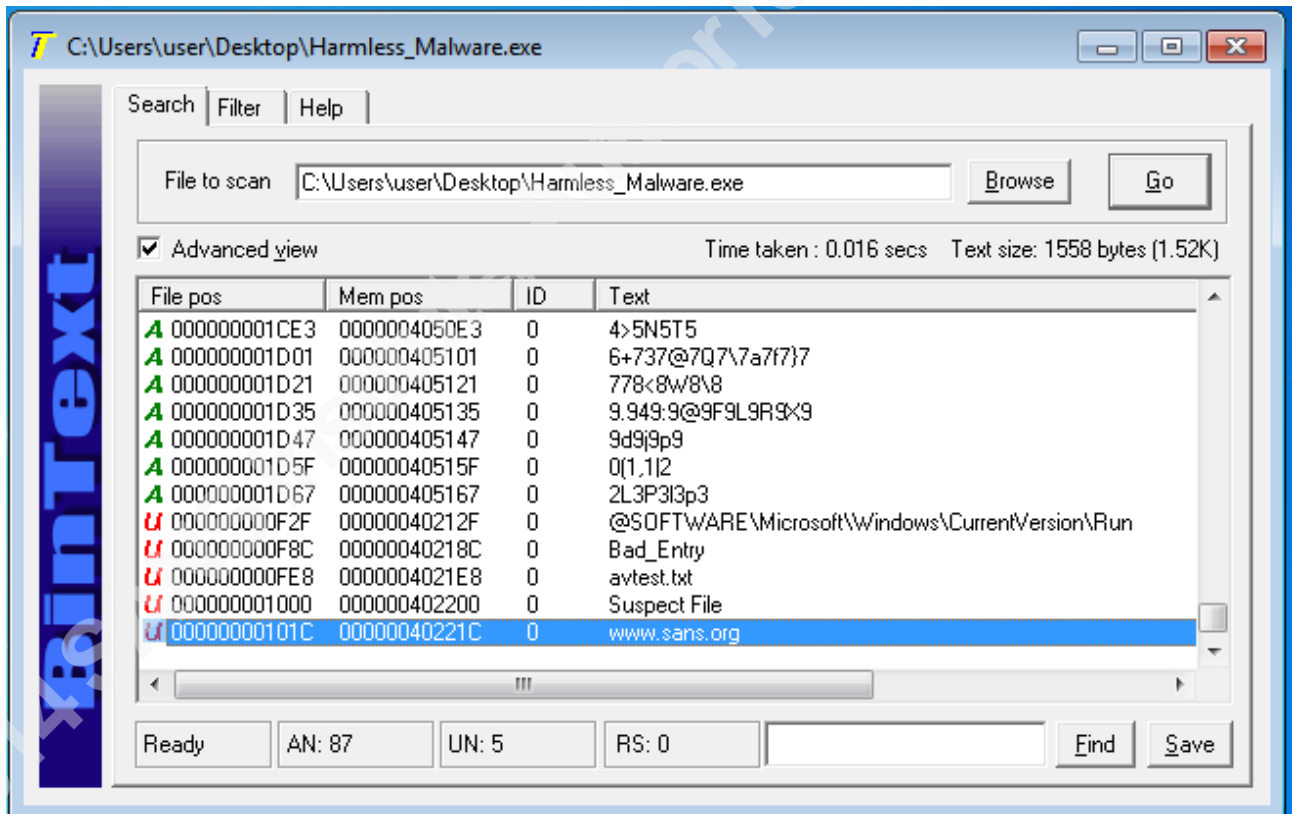 C:\Users\user\Desktop\Harmless_Malware.exe
Search Filter Help
File to scan C:\Users\user\Desktop\Harmless_Malware.exe Browse Go
Advanced view Time taken : 0.016 secs Text size: 1558 bytes (1.52K)
File pos Mem pos ID Text
A 000000001CE3 0000004050E3 0 4>5N5T5
A 000000001D01 000000405101 0 6+737@7Q7\7a7f7}7
A 000000001D21 000000405121 0 778<8W8\8
A 000000001D35 000000405135 0 9.949:9@9F9L9R9X9
A 000000001D47 000000405147 0 9d9j9p9
A 000000001D5F 00000040515F 0 0(1,1|2
A 000000001D67 000000405167 0 2L3P3l3p3
U 000000000F2F 00000040212F 0 @SOFTWARE\Microsoft\Windows\CurrentVersion\Run
U 000000000F8C 00000040218C 0 Bad_Entry
U 000000000FE8 0000004021E8 0 avtest.txt
U 000000001000 000000402200 0 Suspect File
U 00000000101C 00000040221C 0 www.sans.org
Ready AN: 87 UN: 5 RS: 0 Find Save
BinText